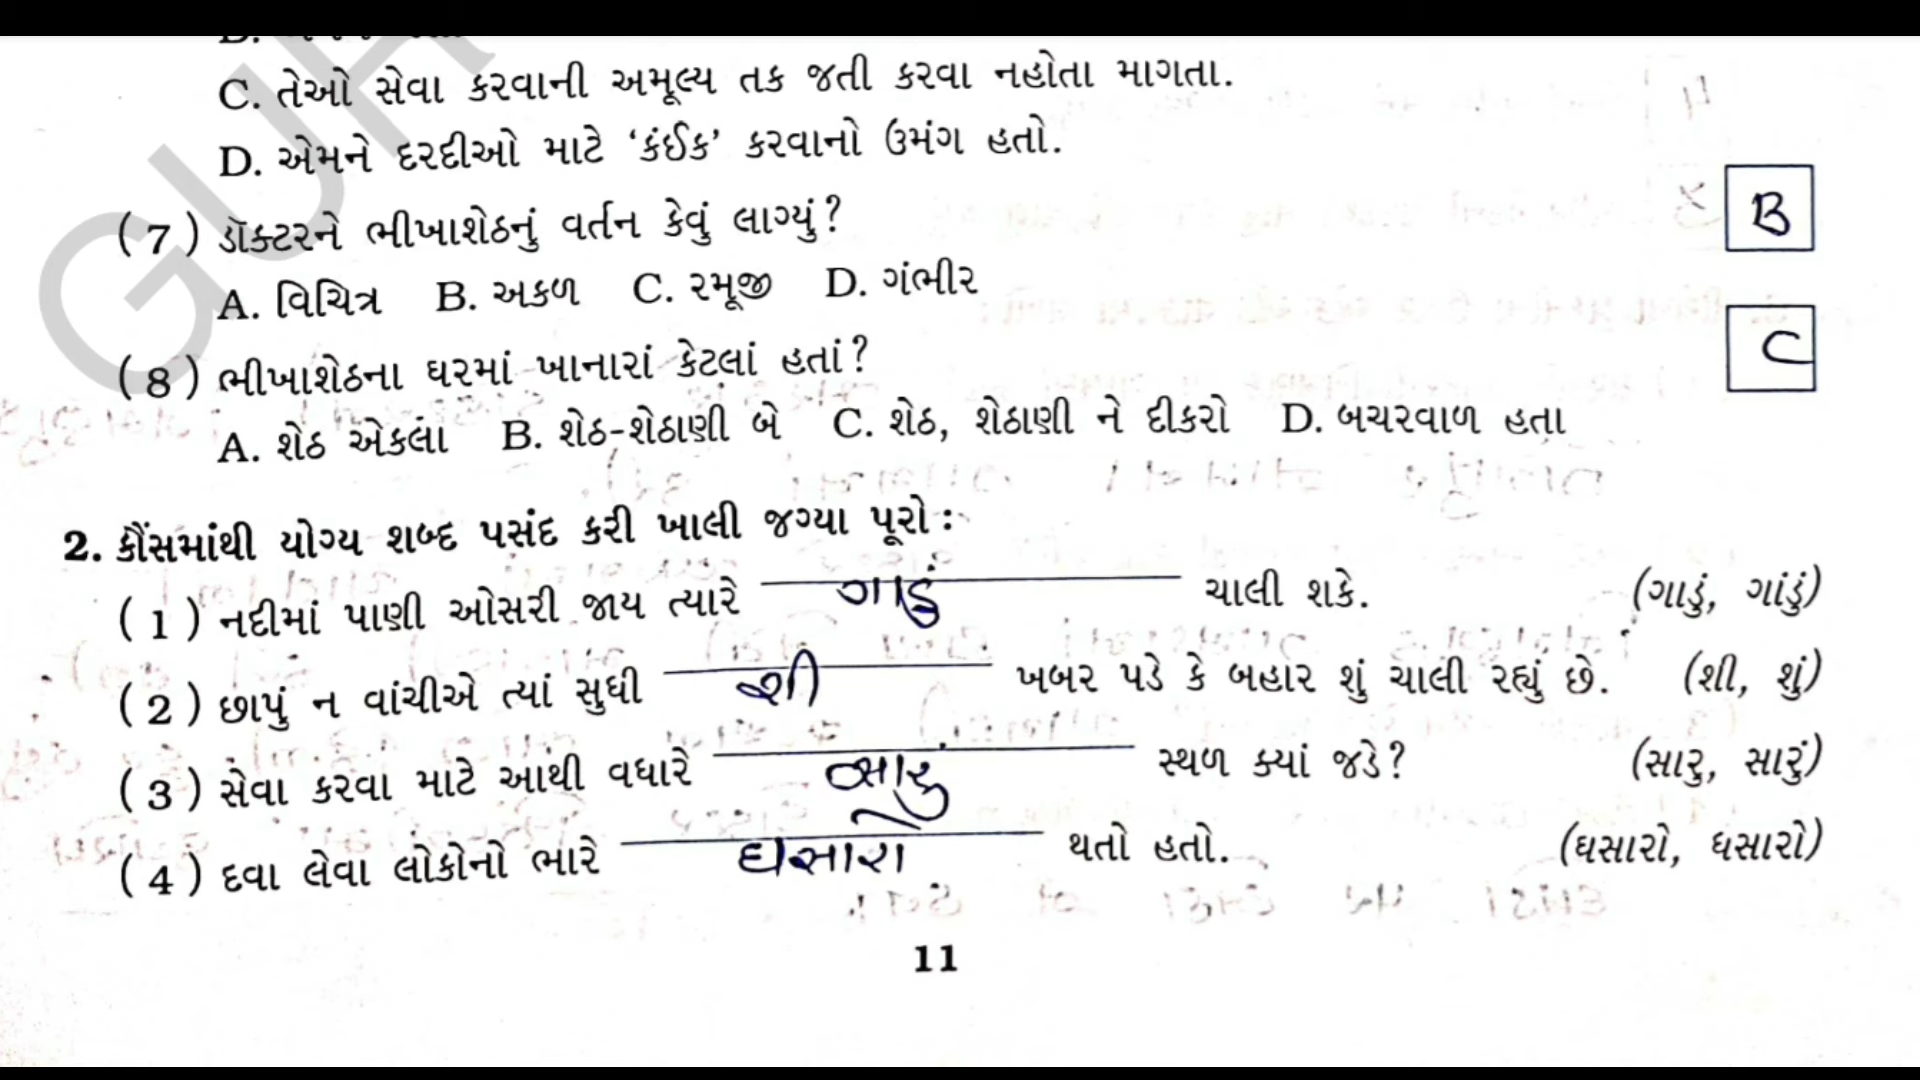 C. તેઓ સેવા કરવાની અમૂલ્ય તક જતી કરવા નહોતા માગતા.
D. એમને દરદીઓ માટે ‘કંઈક’ કરવાનો ઉમંગ હતો.
( 7 ) ડૉક્ટરને ભીખાશેઠનું વર્તન કેવું લાગ્યું? B
A. વિચિત્ર B. અકળ C. રમૂજી D. ગંભીર
( 8 ) ભીખાશેઠના ઘરમાં ખાનારાં કેટલાં હતાં? C
A. શેઠ એકલા B. શેઠ-શેઠાણી બે C. શેઠ, શેઠાણી ને દીકરો D. બચરવાળ હતા
2. કૌંસમાંથી યોગ્ય શબ્દ પસંદ કરી ખાલી જગ્યા પૂરો :
( 1 ) નદીમાં પાણી ઓસરી જાય ત્યારે ગાડું ચાલી શકે. (ગાડું, ગાંડું)
( 2 ) છાપું ન વાંચીએ ત્યાં સુધી શી ખબર પડે કે બહાર શું ચાલી રહ્યું છે. (શી, શું)
( 3 ) સેવા કરવા માટે આથી વધારે સારુ સ્થળ ક્યાં જડે? (સારુ, સારું)
( 4 ) દવા લેવા લોકોનો ભારે ઘસારો થતો હતો. (ઘસારો, ધસારો)
11
GUR